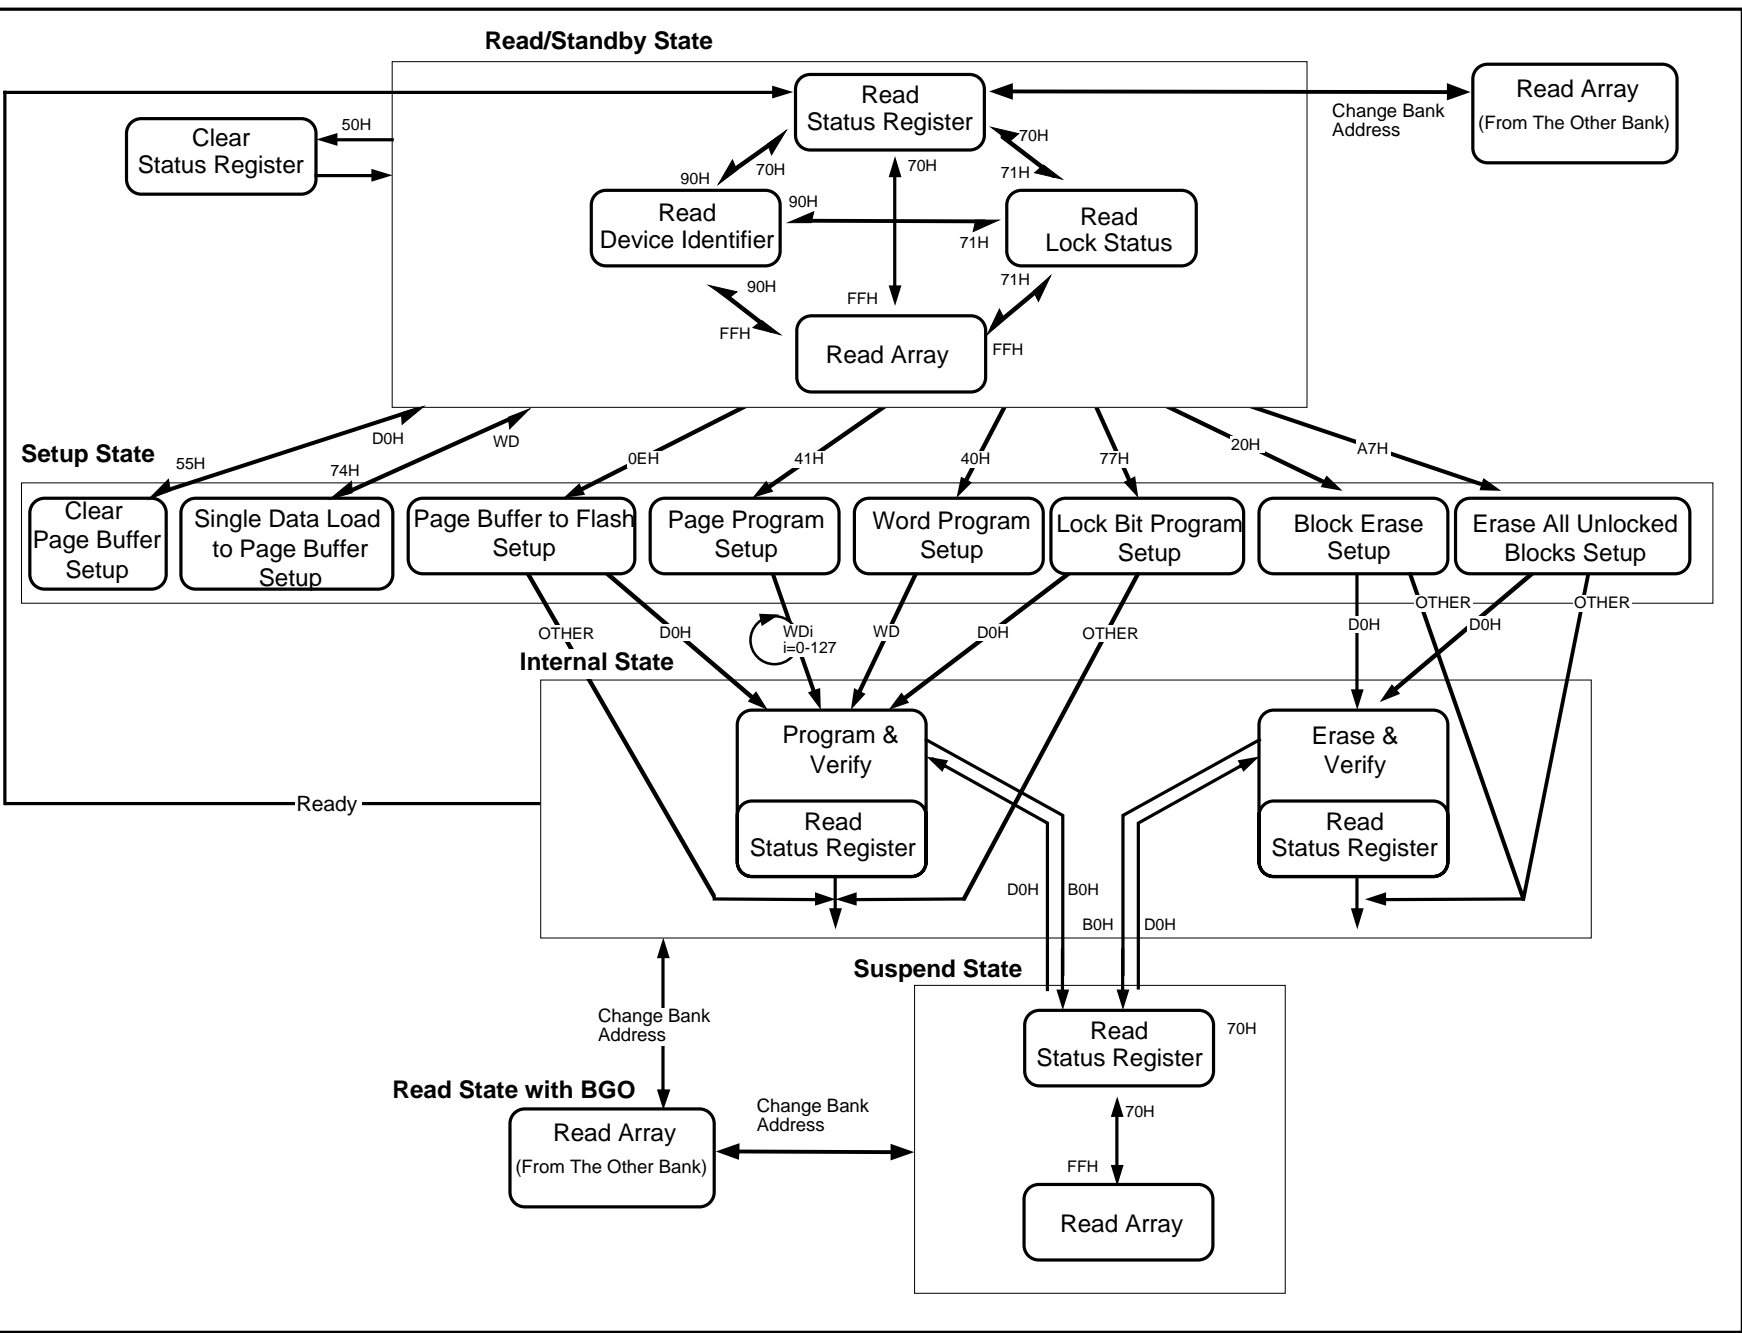 Read/Standby State
Read
Status Register
Read Array
(From The Other Bank)
Change Bank
Address
Clear
Status Register
50H
70H
90H
70H
70H
71H
Read
Device Identifier
90H
71H
Read
Lock Status
90H
FFH
FFH
71H
FFH
Read Array
D0H
WD
0EH
41H
40H
77H
20H
A7H
Setup State
55H
74H
Clear
Page Buffer
Setup
Single Data Load
to Page Buffer
Setup
Page Buffer to Flash
Setup
Page Program
Setup
Word Program
Setup
Lock Bit Program
Setup
Block Erase
Setup
Erase All Unlocked
Blocks Setup
OTHER
D0H
WDi
i=0-127
WD
D0H
OTHER
D0H
OTHER
D0H
OTHER
Internal State
Program &
Verify
Read
Status Register
Erase &
Verify
Read
Status Register
Ready
D0H
B0H
B0H
D0H
Suspend State
Change Bank
Address
Read
Status Register
70H
Read State with BGO
Read Array
(From The Other Bank)
Change Bank
Address
70H
FFH
Read Array